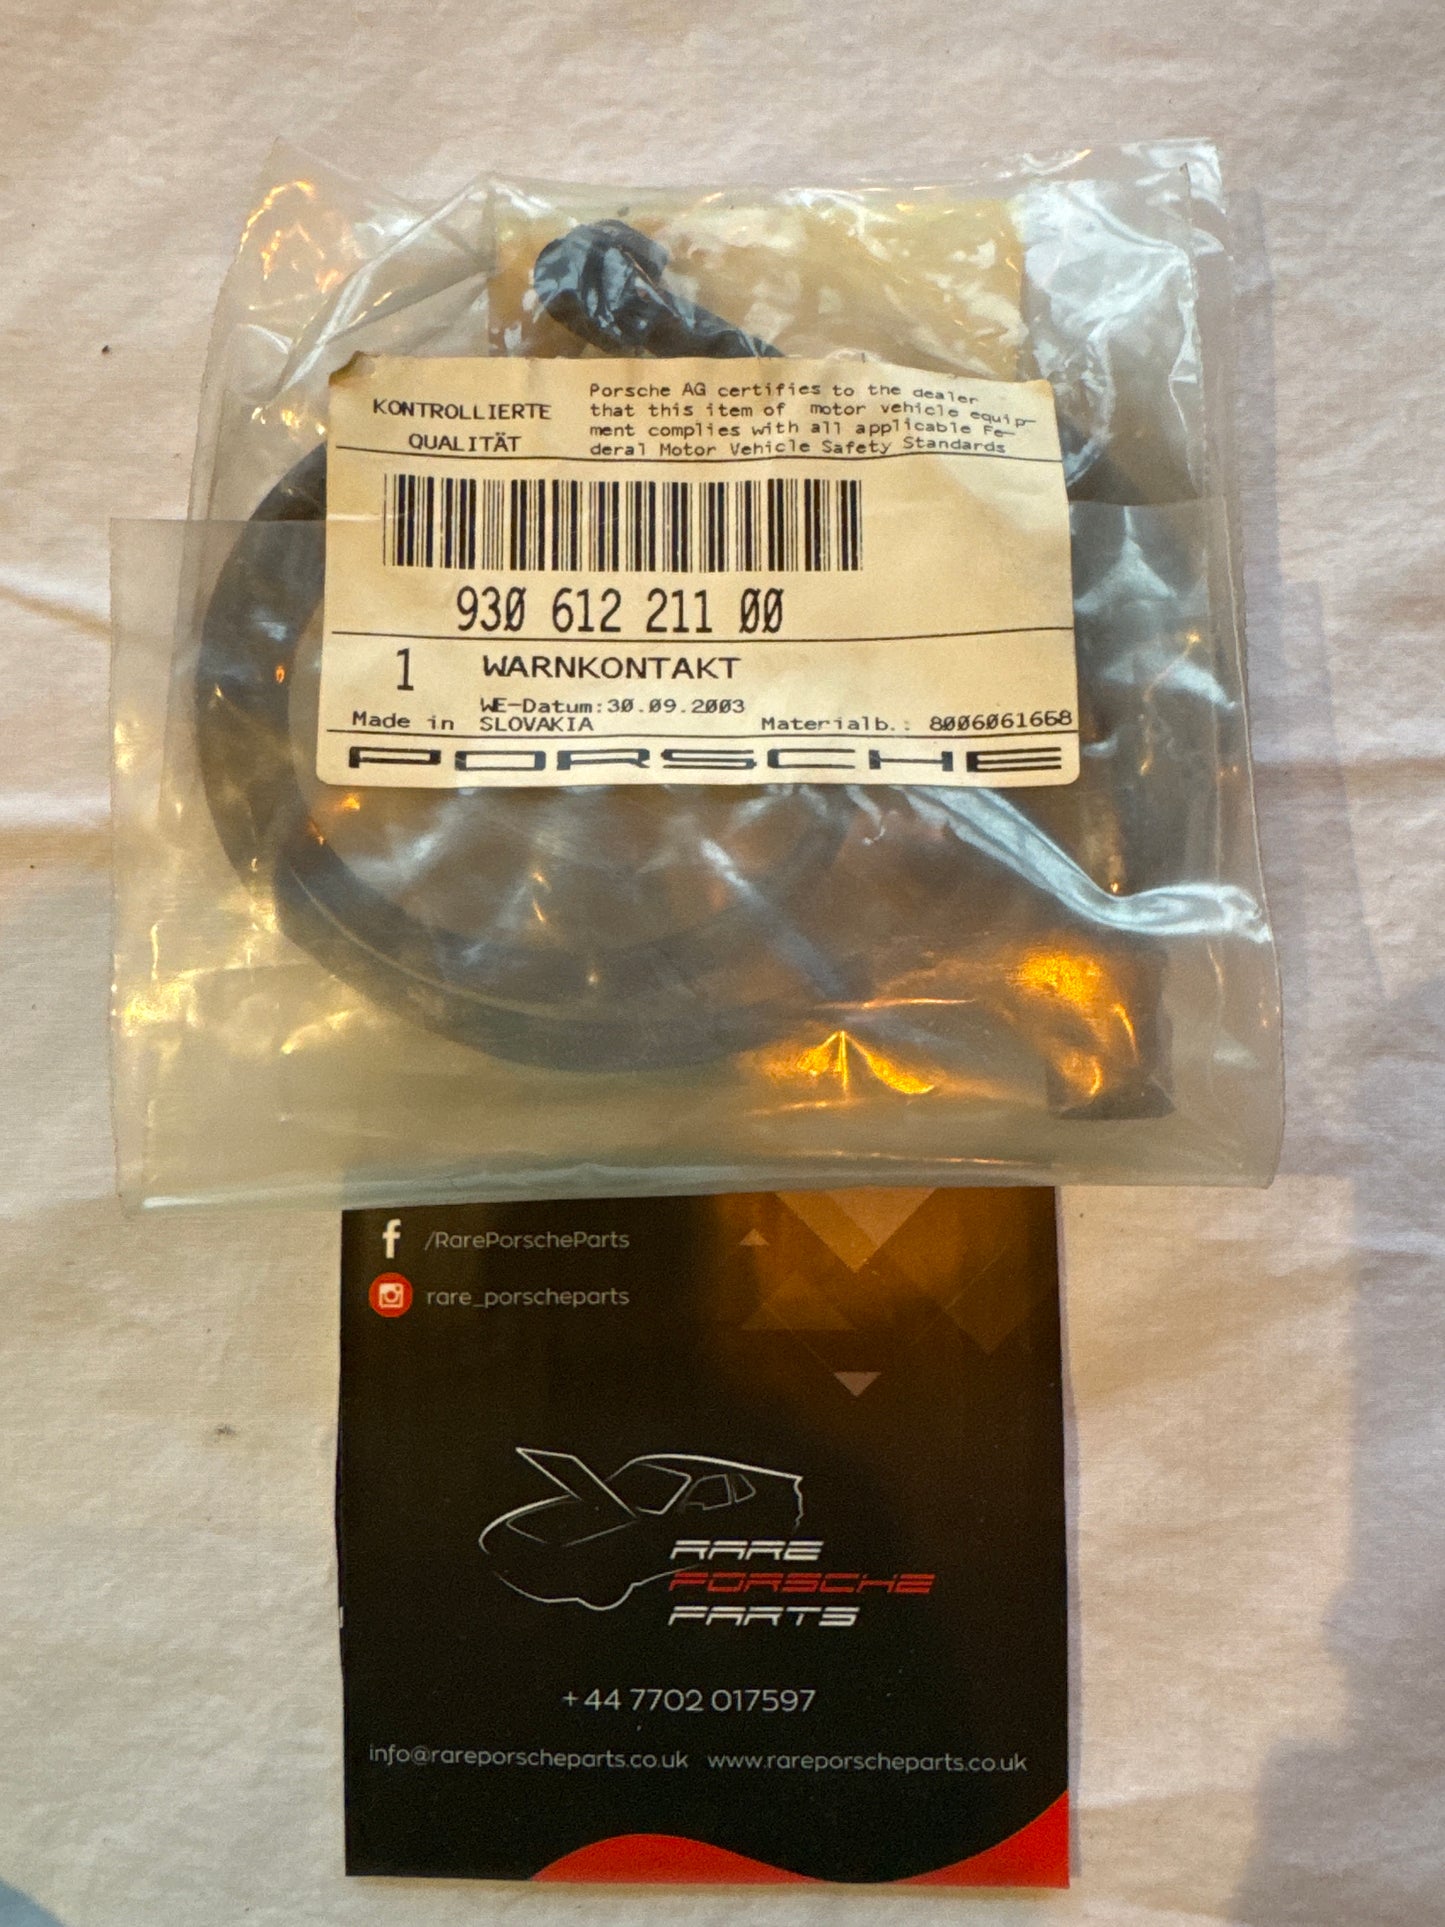 KONTROLLIERTE
QUALITÄT
Porsche AG certifies to the dealer
that this item of motor vehicle equip-
ment complies with all applicable Fe-
deral Motor Vehicle Safety Standards
930 612 211 00
1 WARNKONTAKT
WE-Datum:30.09.2003
Made in SLOVAKIA Materialb.: 8006061668
PORSCHE
f /RarePorscheParts
rare_porscheparts
RARE
PORSCHE
PARTS
+44 7702 017597
info@rareporscheparts.co.uk www.rareporscheparts.co.uk